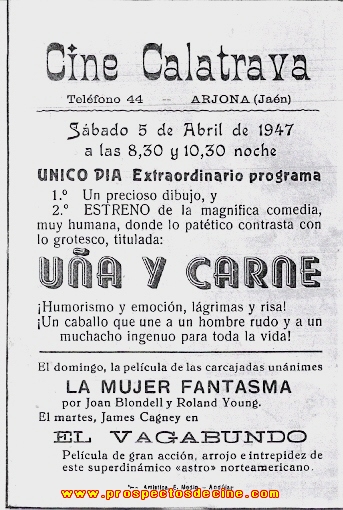 Cine Calatrava
Teléfono 44 -- ARJONA (Jaén)
Sábado 5 de Abril de 1947
a las 8,30 y 10,30 noche
UNICO DIA Extraordinario programa
1.º Un precioso dibujo, y
2.º ESTRENO de la magnífica comedia,
muy humana, donde lo patético contrasta con
lo grotesco, titulada:
UÑA Y CARNE
¡Humorismo y emoción, lágrimas y risa!
¡Un caballo que une a un hombre rudo y a un
muchacho ingenuo para toda la vida!
El domingo, la película de las carcajadas unánimes
LA MUJER FANTASMA
por Joan Blondell y Roland Young.
El martes, James Cagney en
EL VAGABUNDO
Película de gran acción, arrojo e intrepidez de
este superdinámico «astro» norteamericano.
Artística
www.prospectosdecine.com